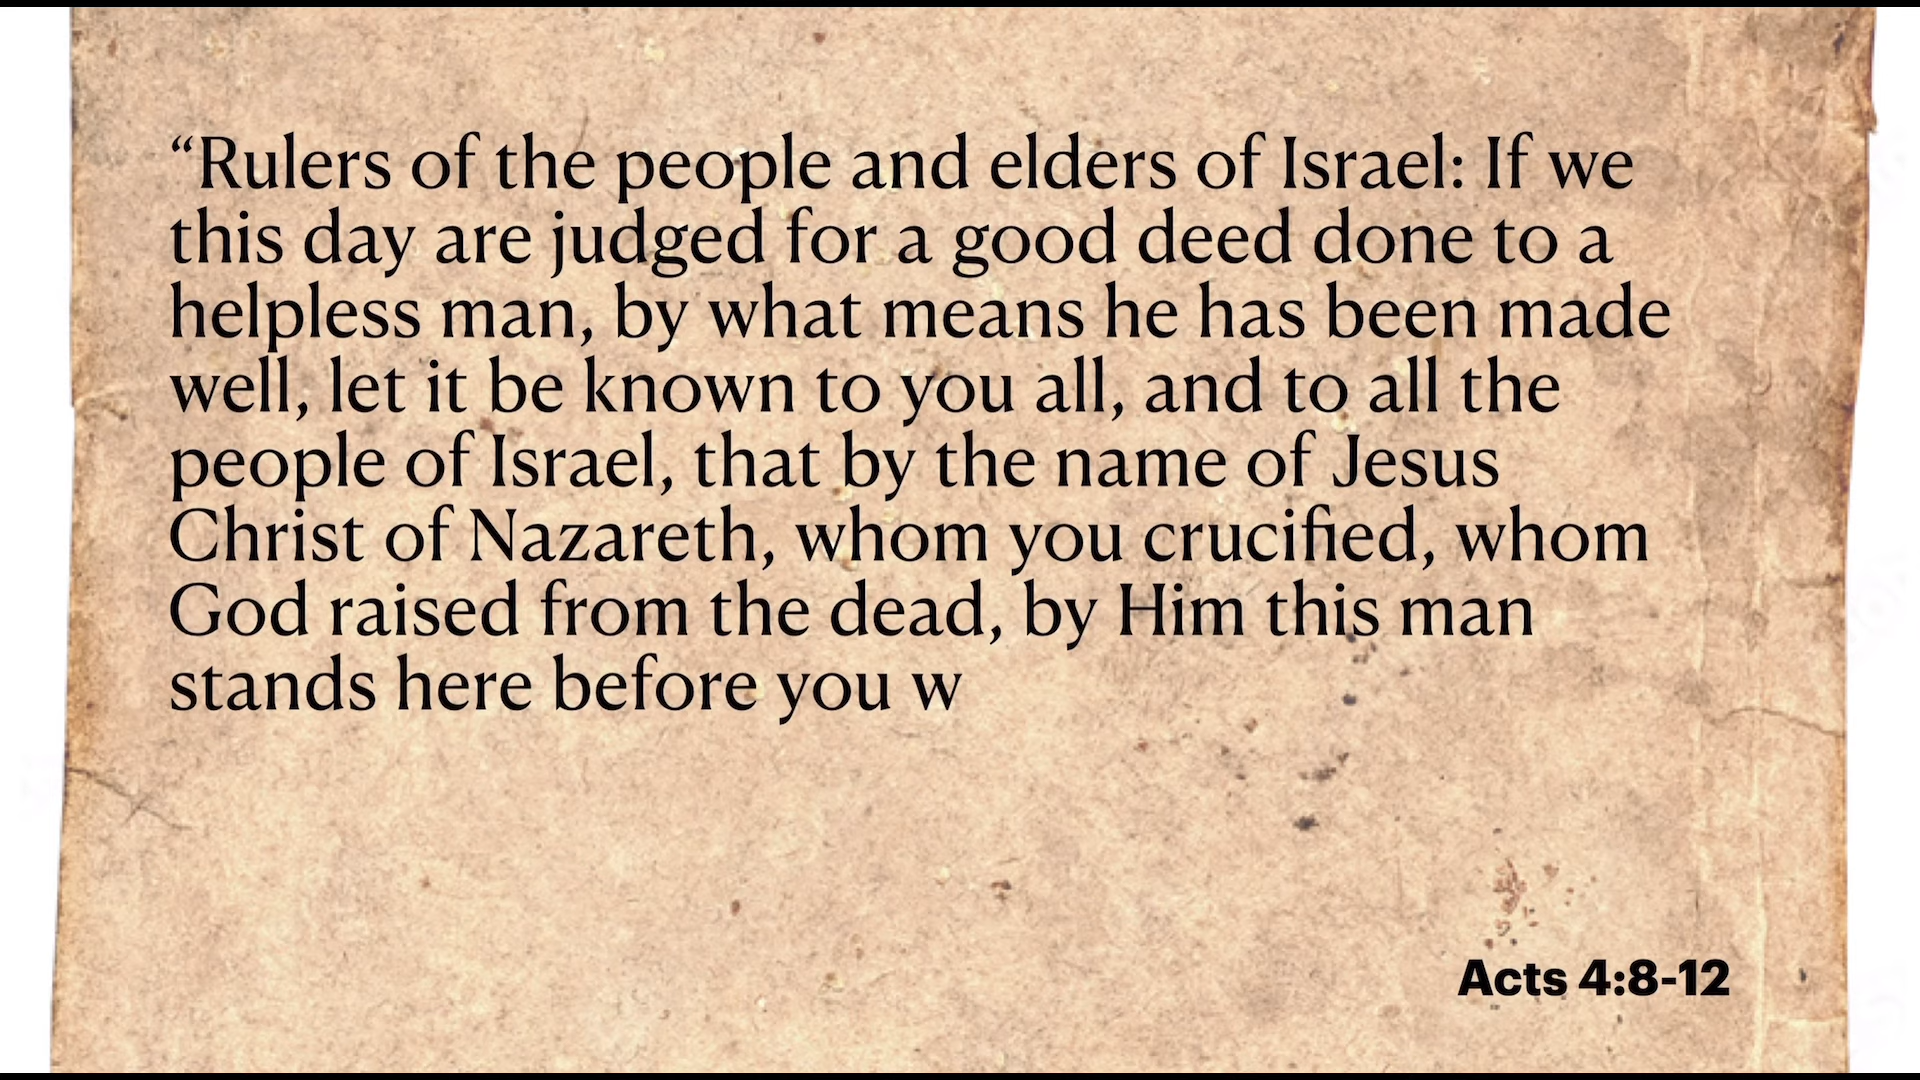 “Rulers of the people and elders of Israel: If we
this day are judged for a good deed done to a
helpless man, by what means he has been made
well, let it be known to you all, and to all the
people of Israel, that by the name of Jesus
Christ of Nazareth, whom you crucified, whom
God raised from the dead, by Him this man
stands here before you w
Acts 4:8-12